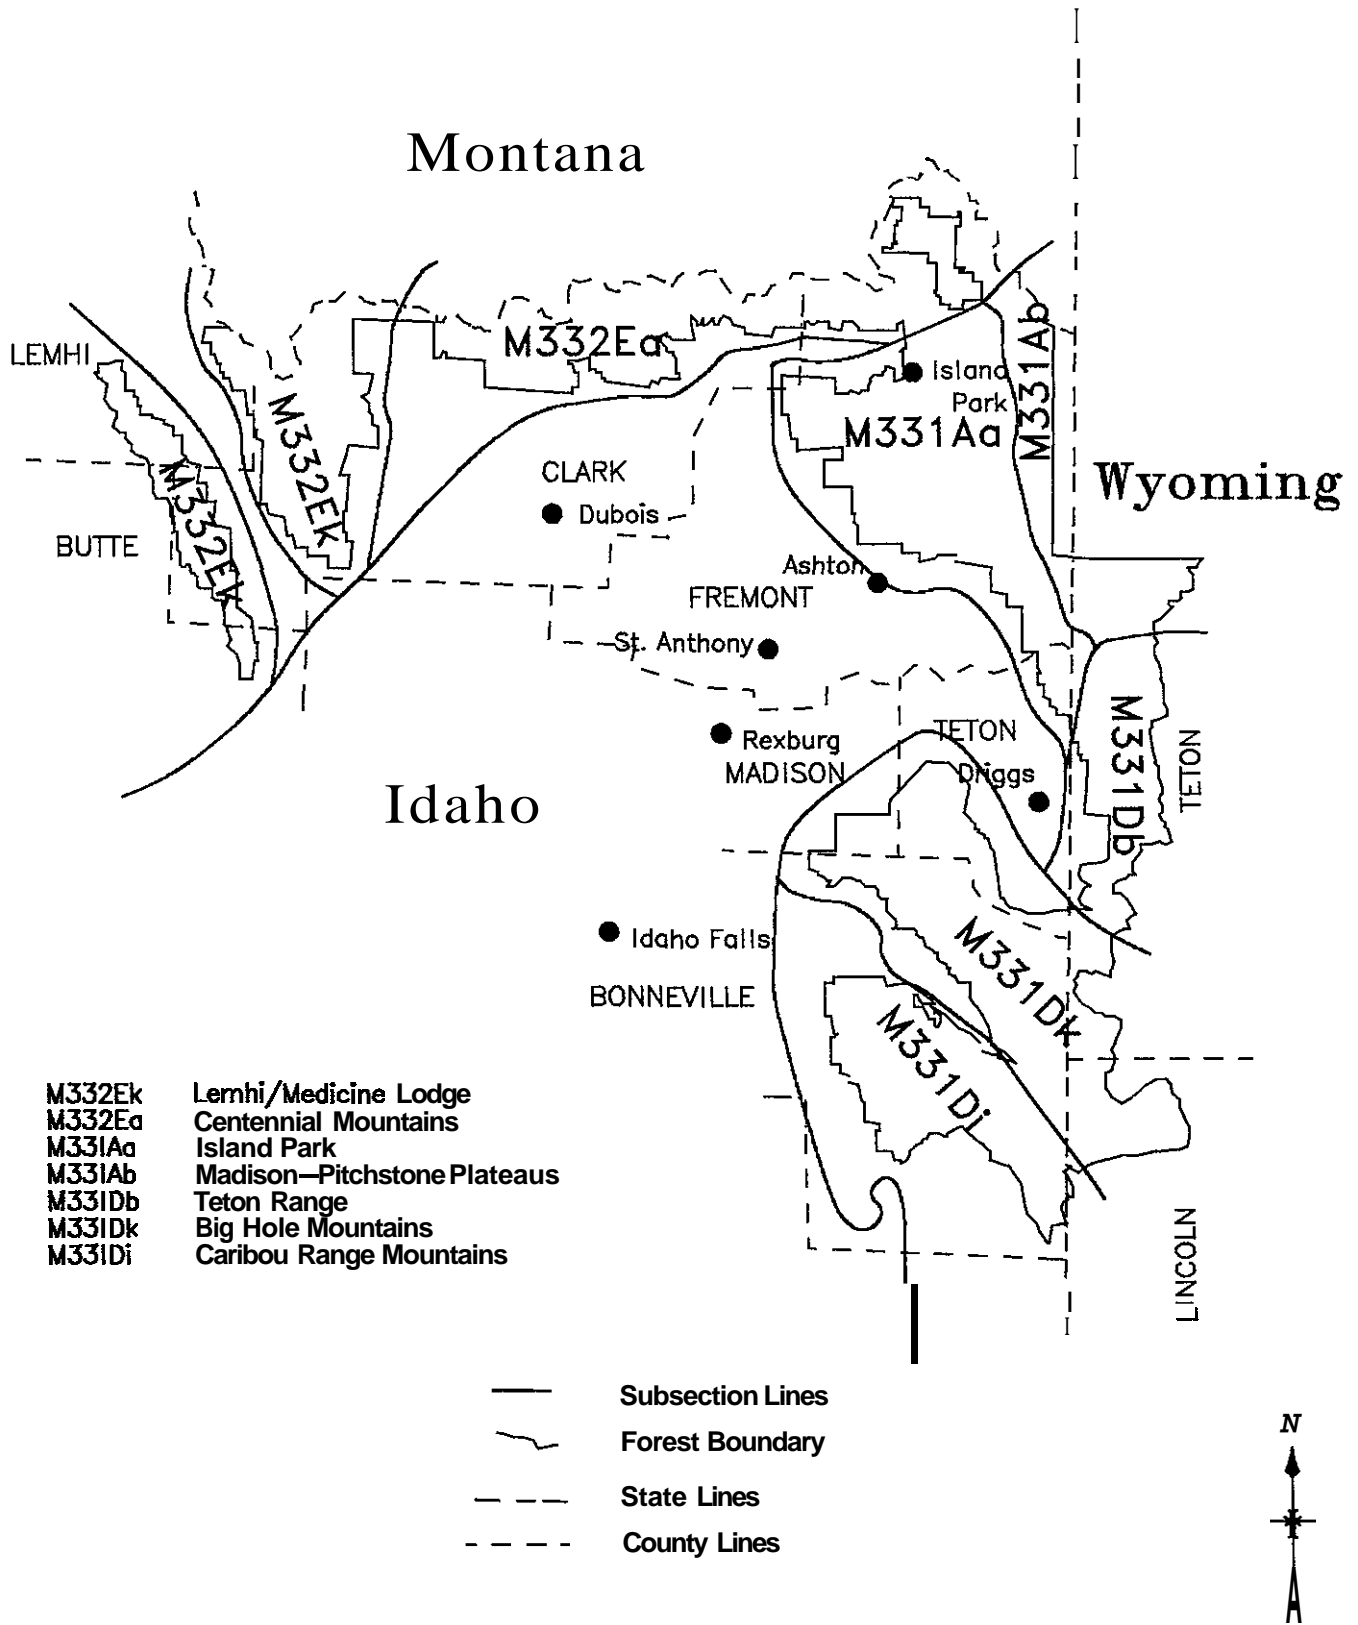 Montana
M332Ea
LEMHI
Island
Park
M331Ab
M332Ek
M331Aa
CLARK
Wyoming
Dubois
M332Ek
BUTTE
Ashton
FREMONT
St. Anthony
Rexburg
TETON
MADISON
Driggs
M331Db
TETON
Idaho
Idaho Falls
M331Dk
BONNEVILLE
M331Di
M332Ek Lemhi/Medicine Lodge
M332Ea Centennial Mountains
M331Aa Island Park
M331Ab Madison–Pitchstone Plateaus
M331Db Teton Range
M331Dk Big Hole Mountains
M331Di Caribou Range Mountains
LINCOLN
Subsection Lines
Forest Boundary
State Lines
County Lines
N